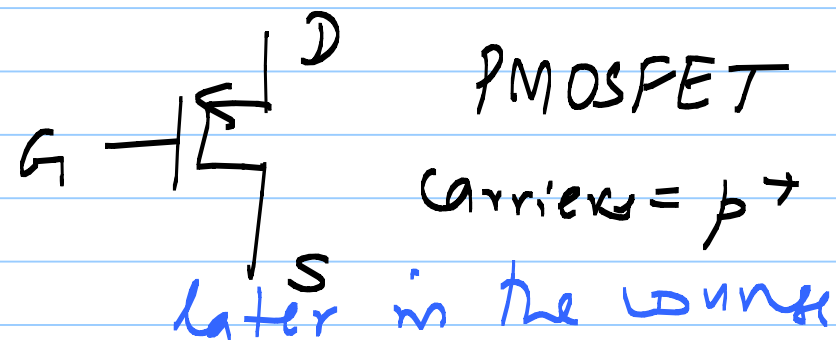 D
PMOSFET
G
Carriers = p+
S
later in the course